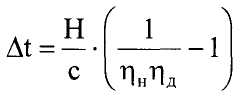 Δt = H/c · (1/(η_н η_д) − 1)